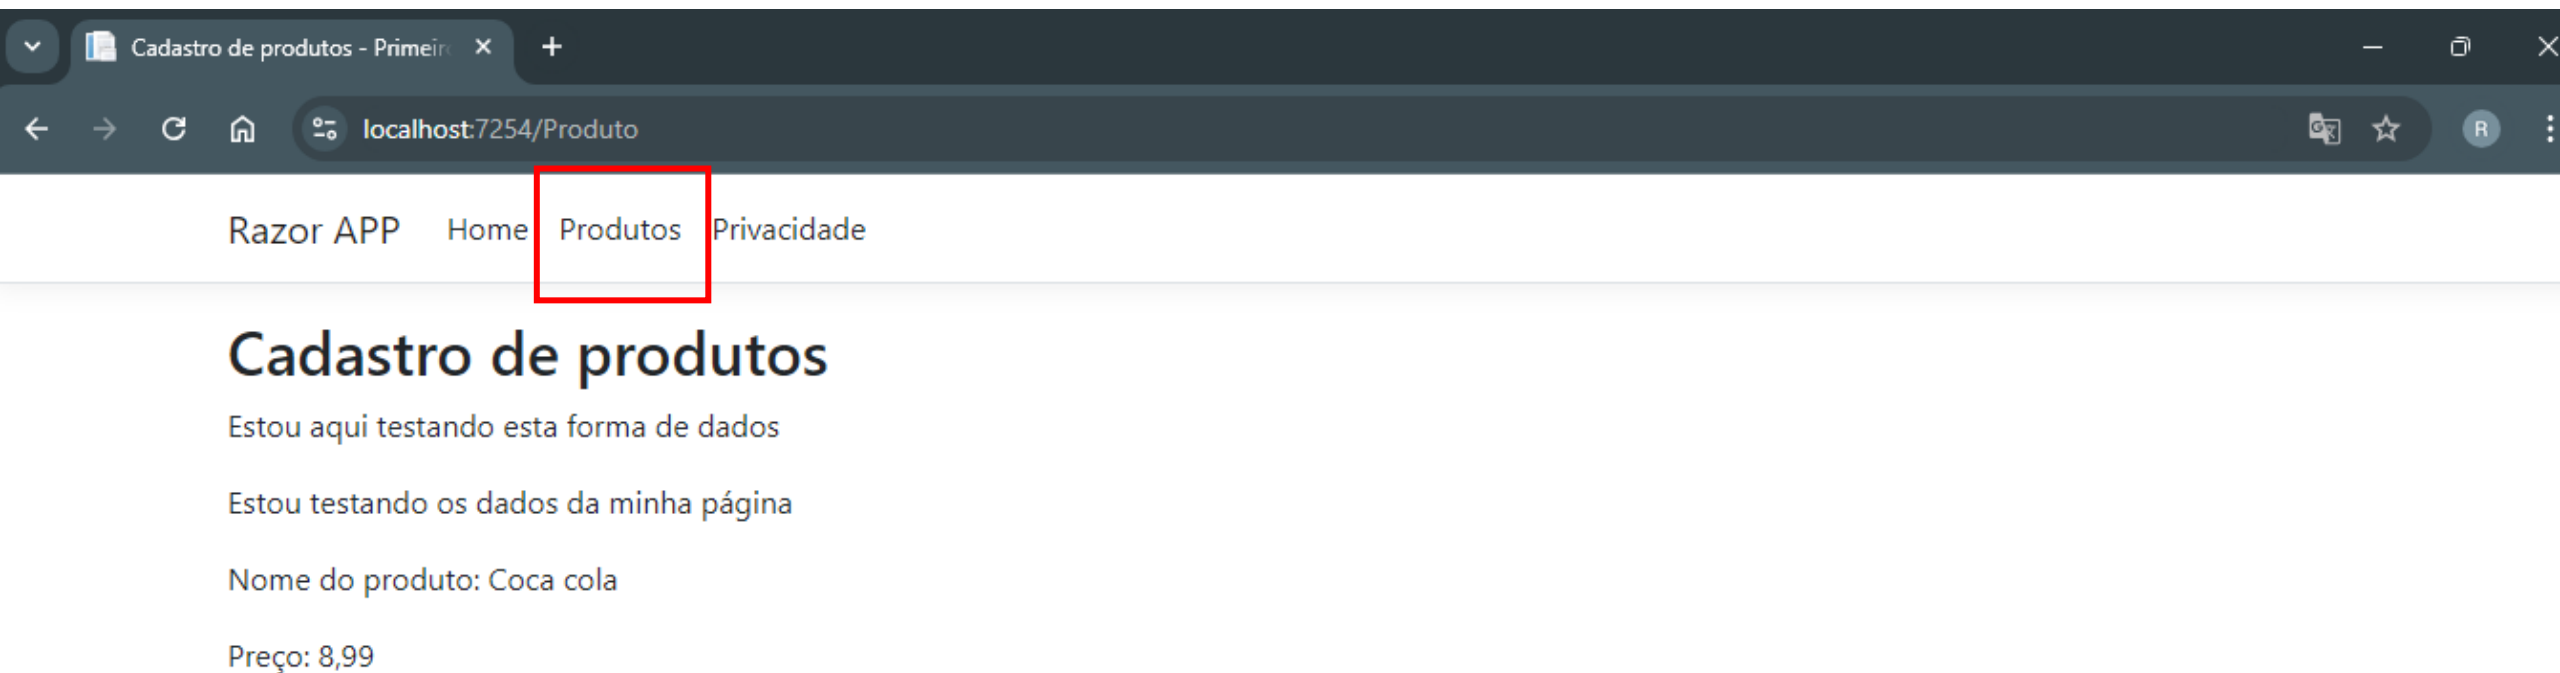 Cadastro de produtos - Primeir
localhost:7254/Produto
R
Razor APP Home Produtos Privacidade
Cadastro de produtos
Estou aqui testando esta forma de dados
Estou testando os dados da minha página
Nome do produto: Coca cola
Preço: 8,99